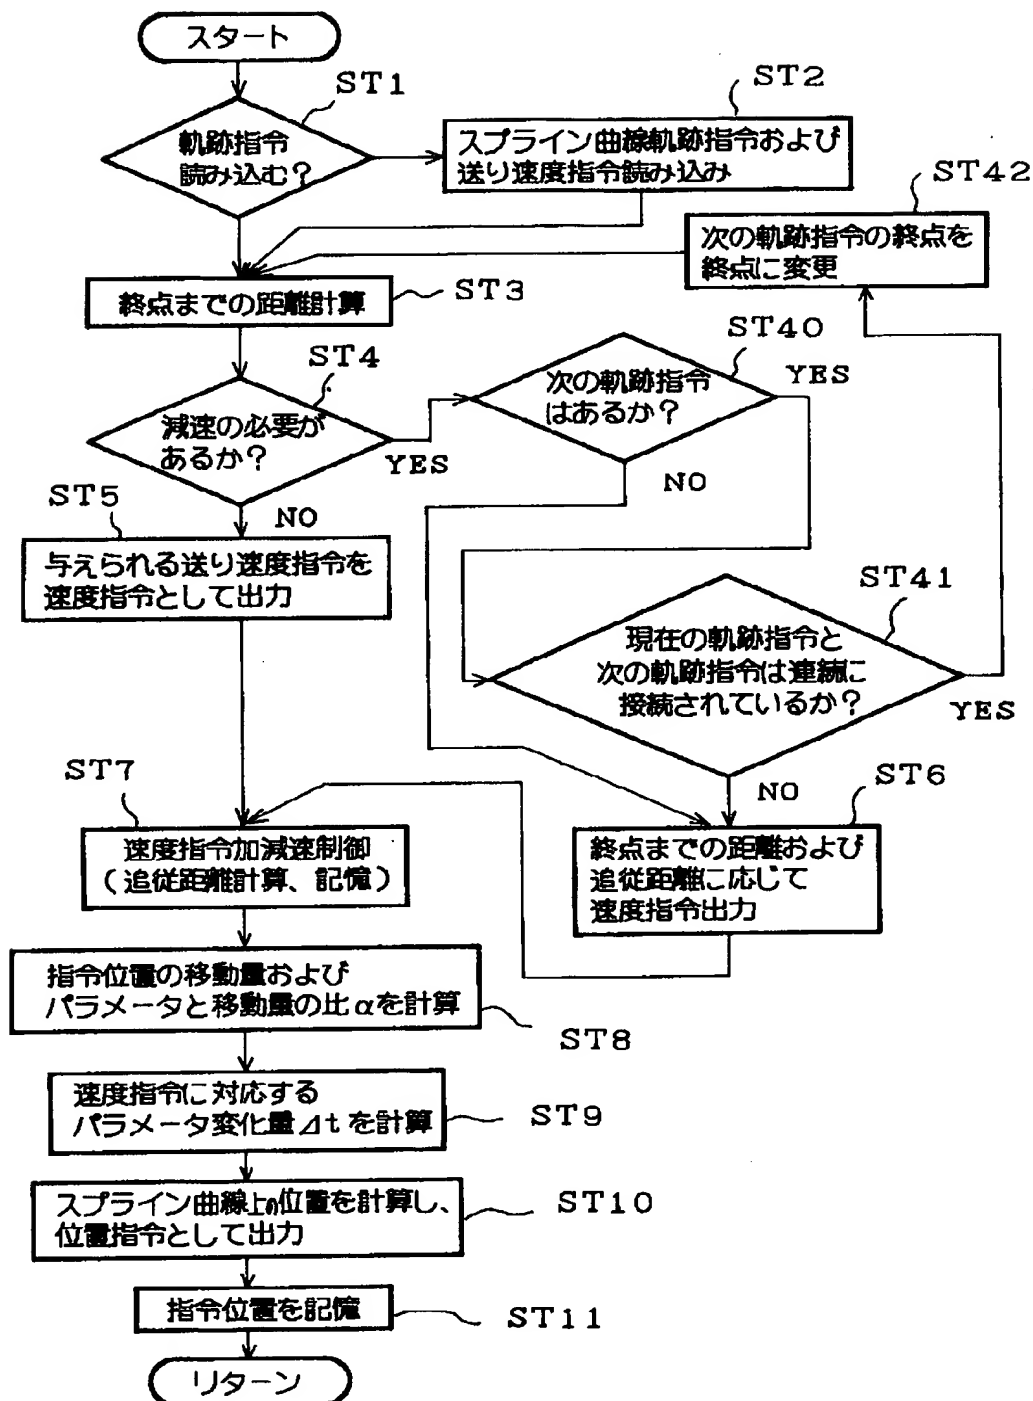 スタート
ST1
軌跡指令
読み込む?
ST2
スプライン曲線軌跡指令および
送り速度指令読み込み
ST42
次の軌跡指令の終点を
終点に変更
終点までの距離計算
ST3
ST4
減速の必要が
あるか?
YES
NO
ST40
次の軌跡指令
はあるか?
YES
NO
ST5
与えられる送り速度指令を
速度指令として出力
ST41
現在の軌跡指令と
次の軌跡指令は連続に
接続されているか?
YES
NO
ST6
終点までの距離および
追従距離に応じて
速度指令出力
ST7
速度指令加減速制御
(追従距離計算、記憶)
指令位置の移動量および
パラメータと移動量の比αを計算
ST8
速度指令に対応する
パラメータ変化量Δtを計算
ST9
スプライン曲線上の位置を計算し、
位置指令として出力
ST10
指令位置を記憶
ST11
リターン